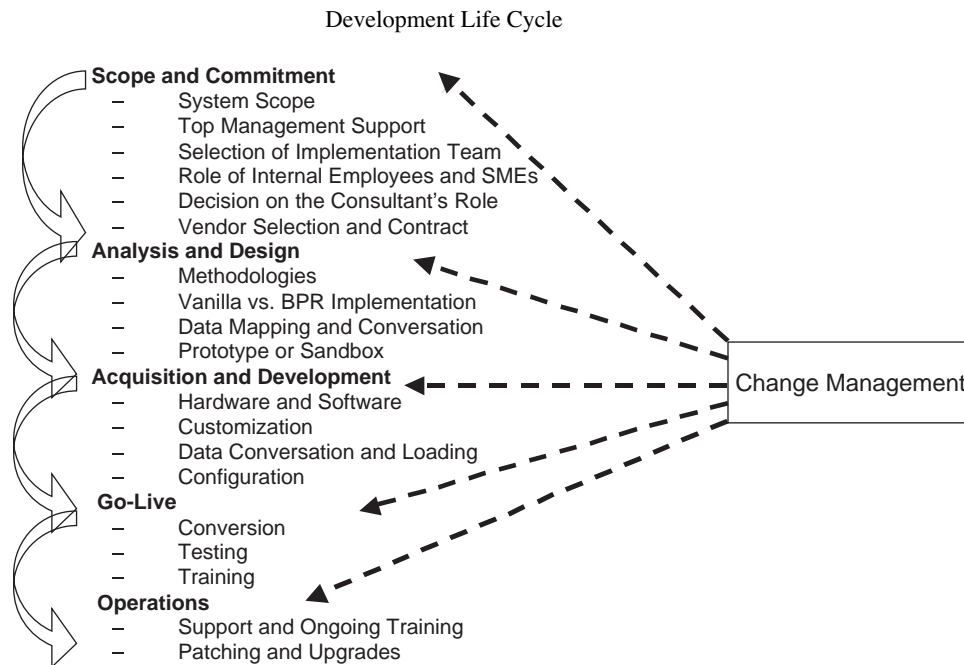 Development Life Cycle
Scope and Commitment
– System Scope
– Top Management Support
– Selection of Implementation Team
– Role of Internal Employees and SMEs
– Decision on the Consultant's Role
– Vendor Selection and Contract
Analysis and Design
– Methodologies
– Vanilla vs. BPR Implementation
– Data Mapping and Conversation
– Prototype or Sandbox
Acquisition and Development
– Hardware and Software
– Customization
– Data Conversation and Loading
– Configuration
Go-Live
– Conversion
– Testing
– Training
Operations
– Support and Ongoing Training
– Patching and Upgrades
Change Management